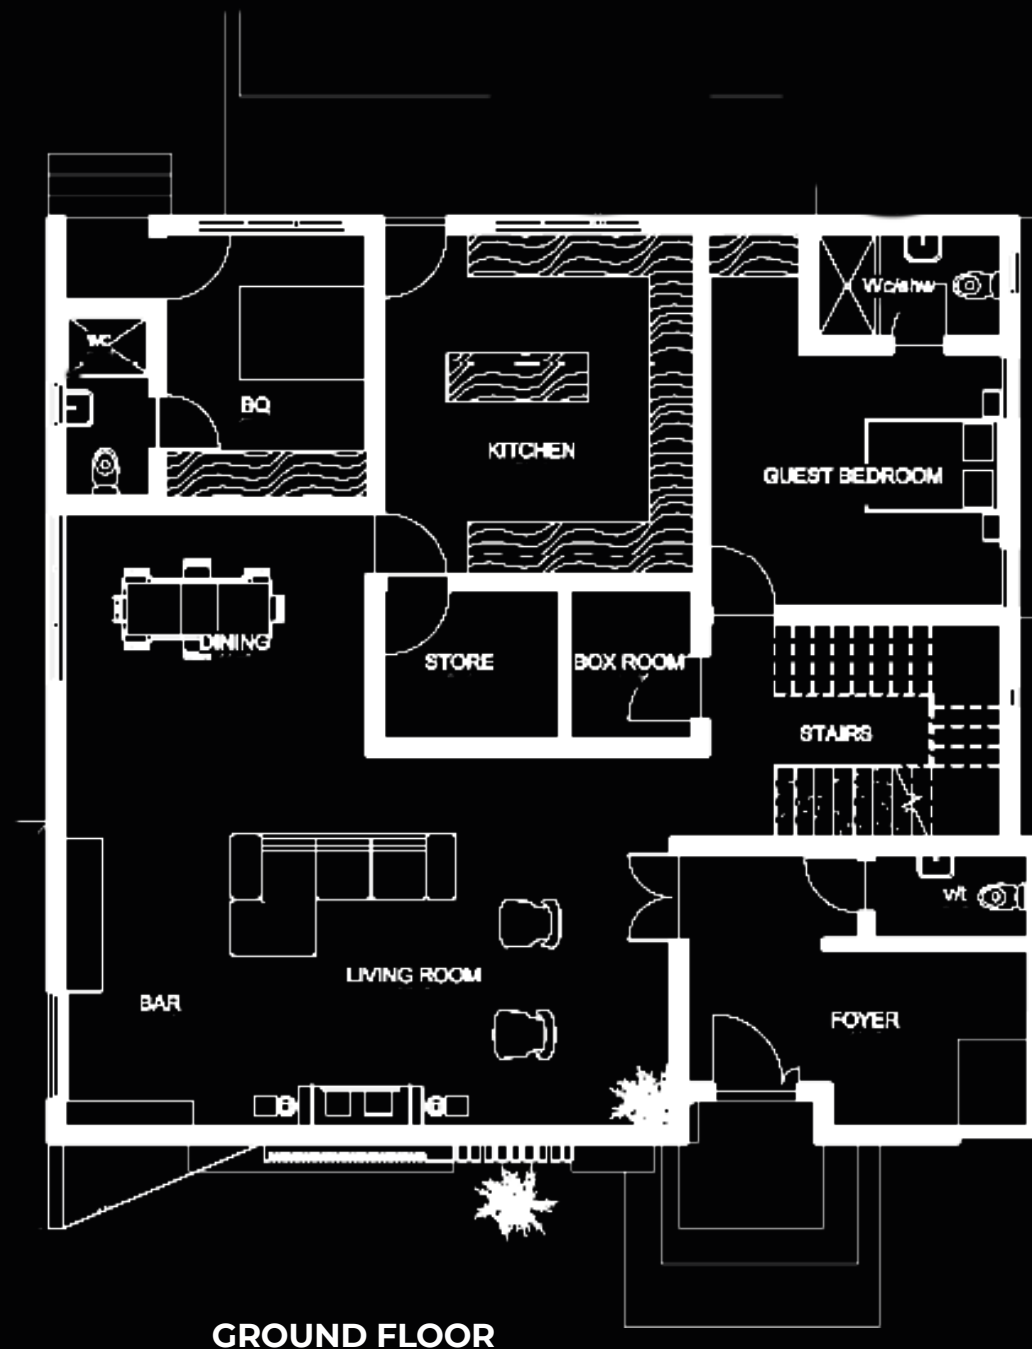 Wc/shw
WC
BQ
KITCHEN
GUEST BEDROOM
DINING
STORE
BOX ROOM
STAIRS
v/t
LIVING ROOM
BAR
FOYER
GROUND FLOOR